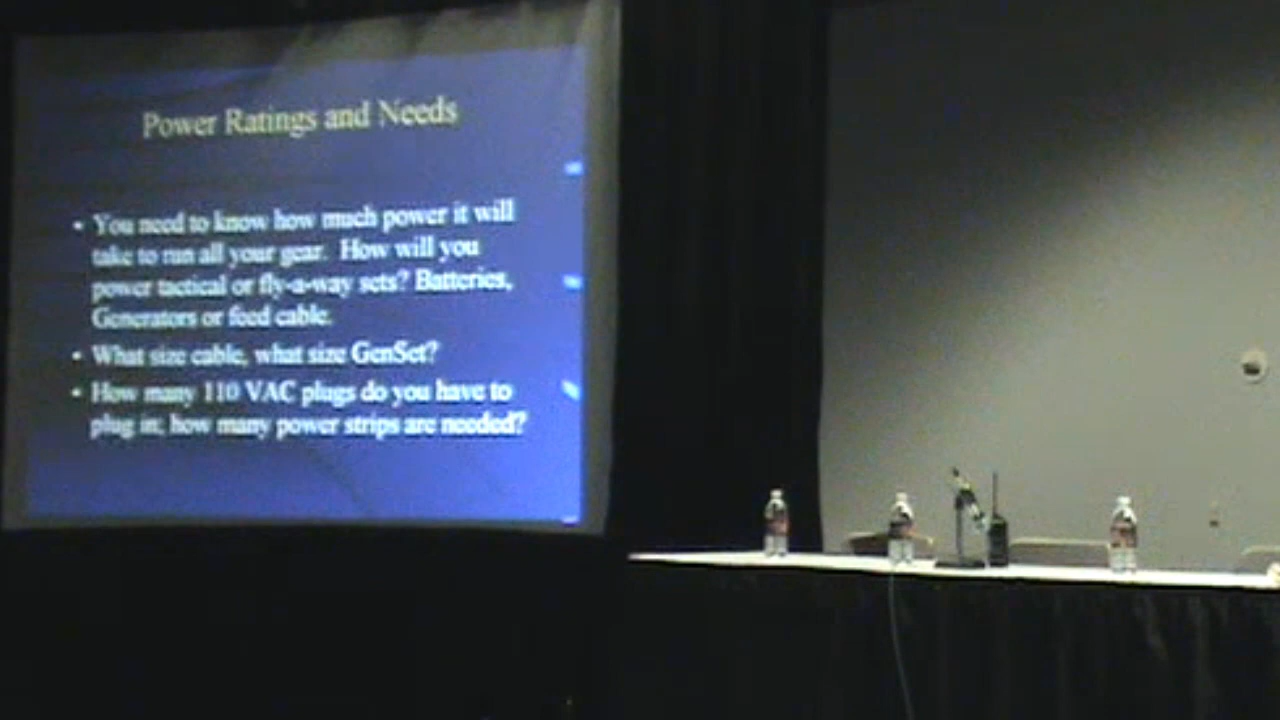 Power Ratings and Needs
• You need to know how much power it will
take to run all your gear. How will you
power tactical or fly-a-way sets? Batteries,
Generators or feed cable.
• What size cable, what size GenSet?
• How many 110 VAC plugs do you have to
plug in; how many power strips are needed?